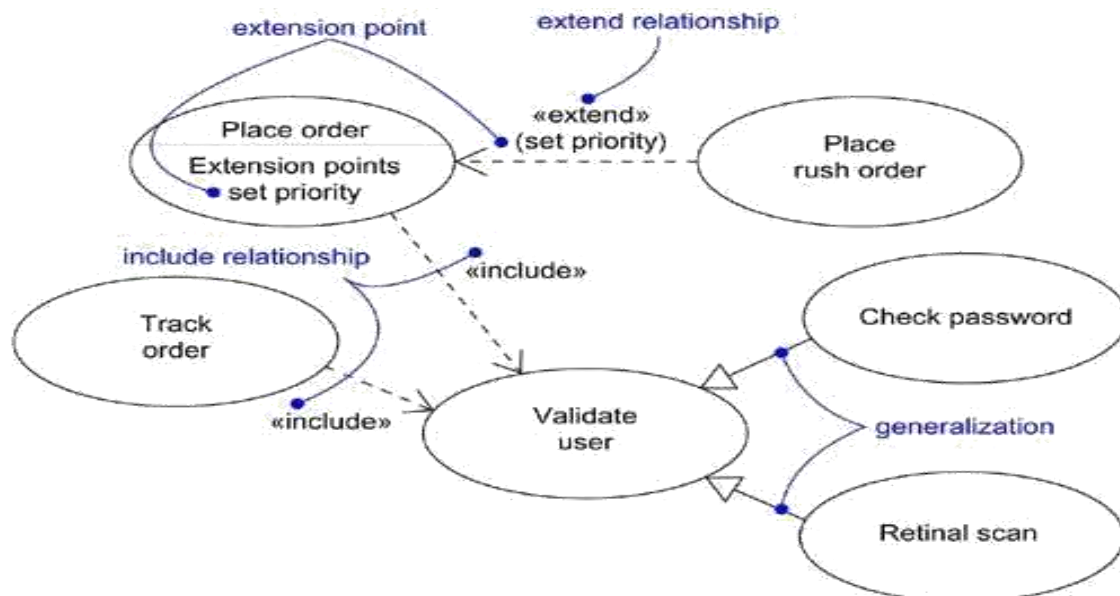 extension point
extend relationship
«extend»
(set priority)
Place order
Extension points
set priority
Place
rush order
include relationship
«include»
Track
order
Check password
«include»
Validate
user
generalization
Retinal scan